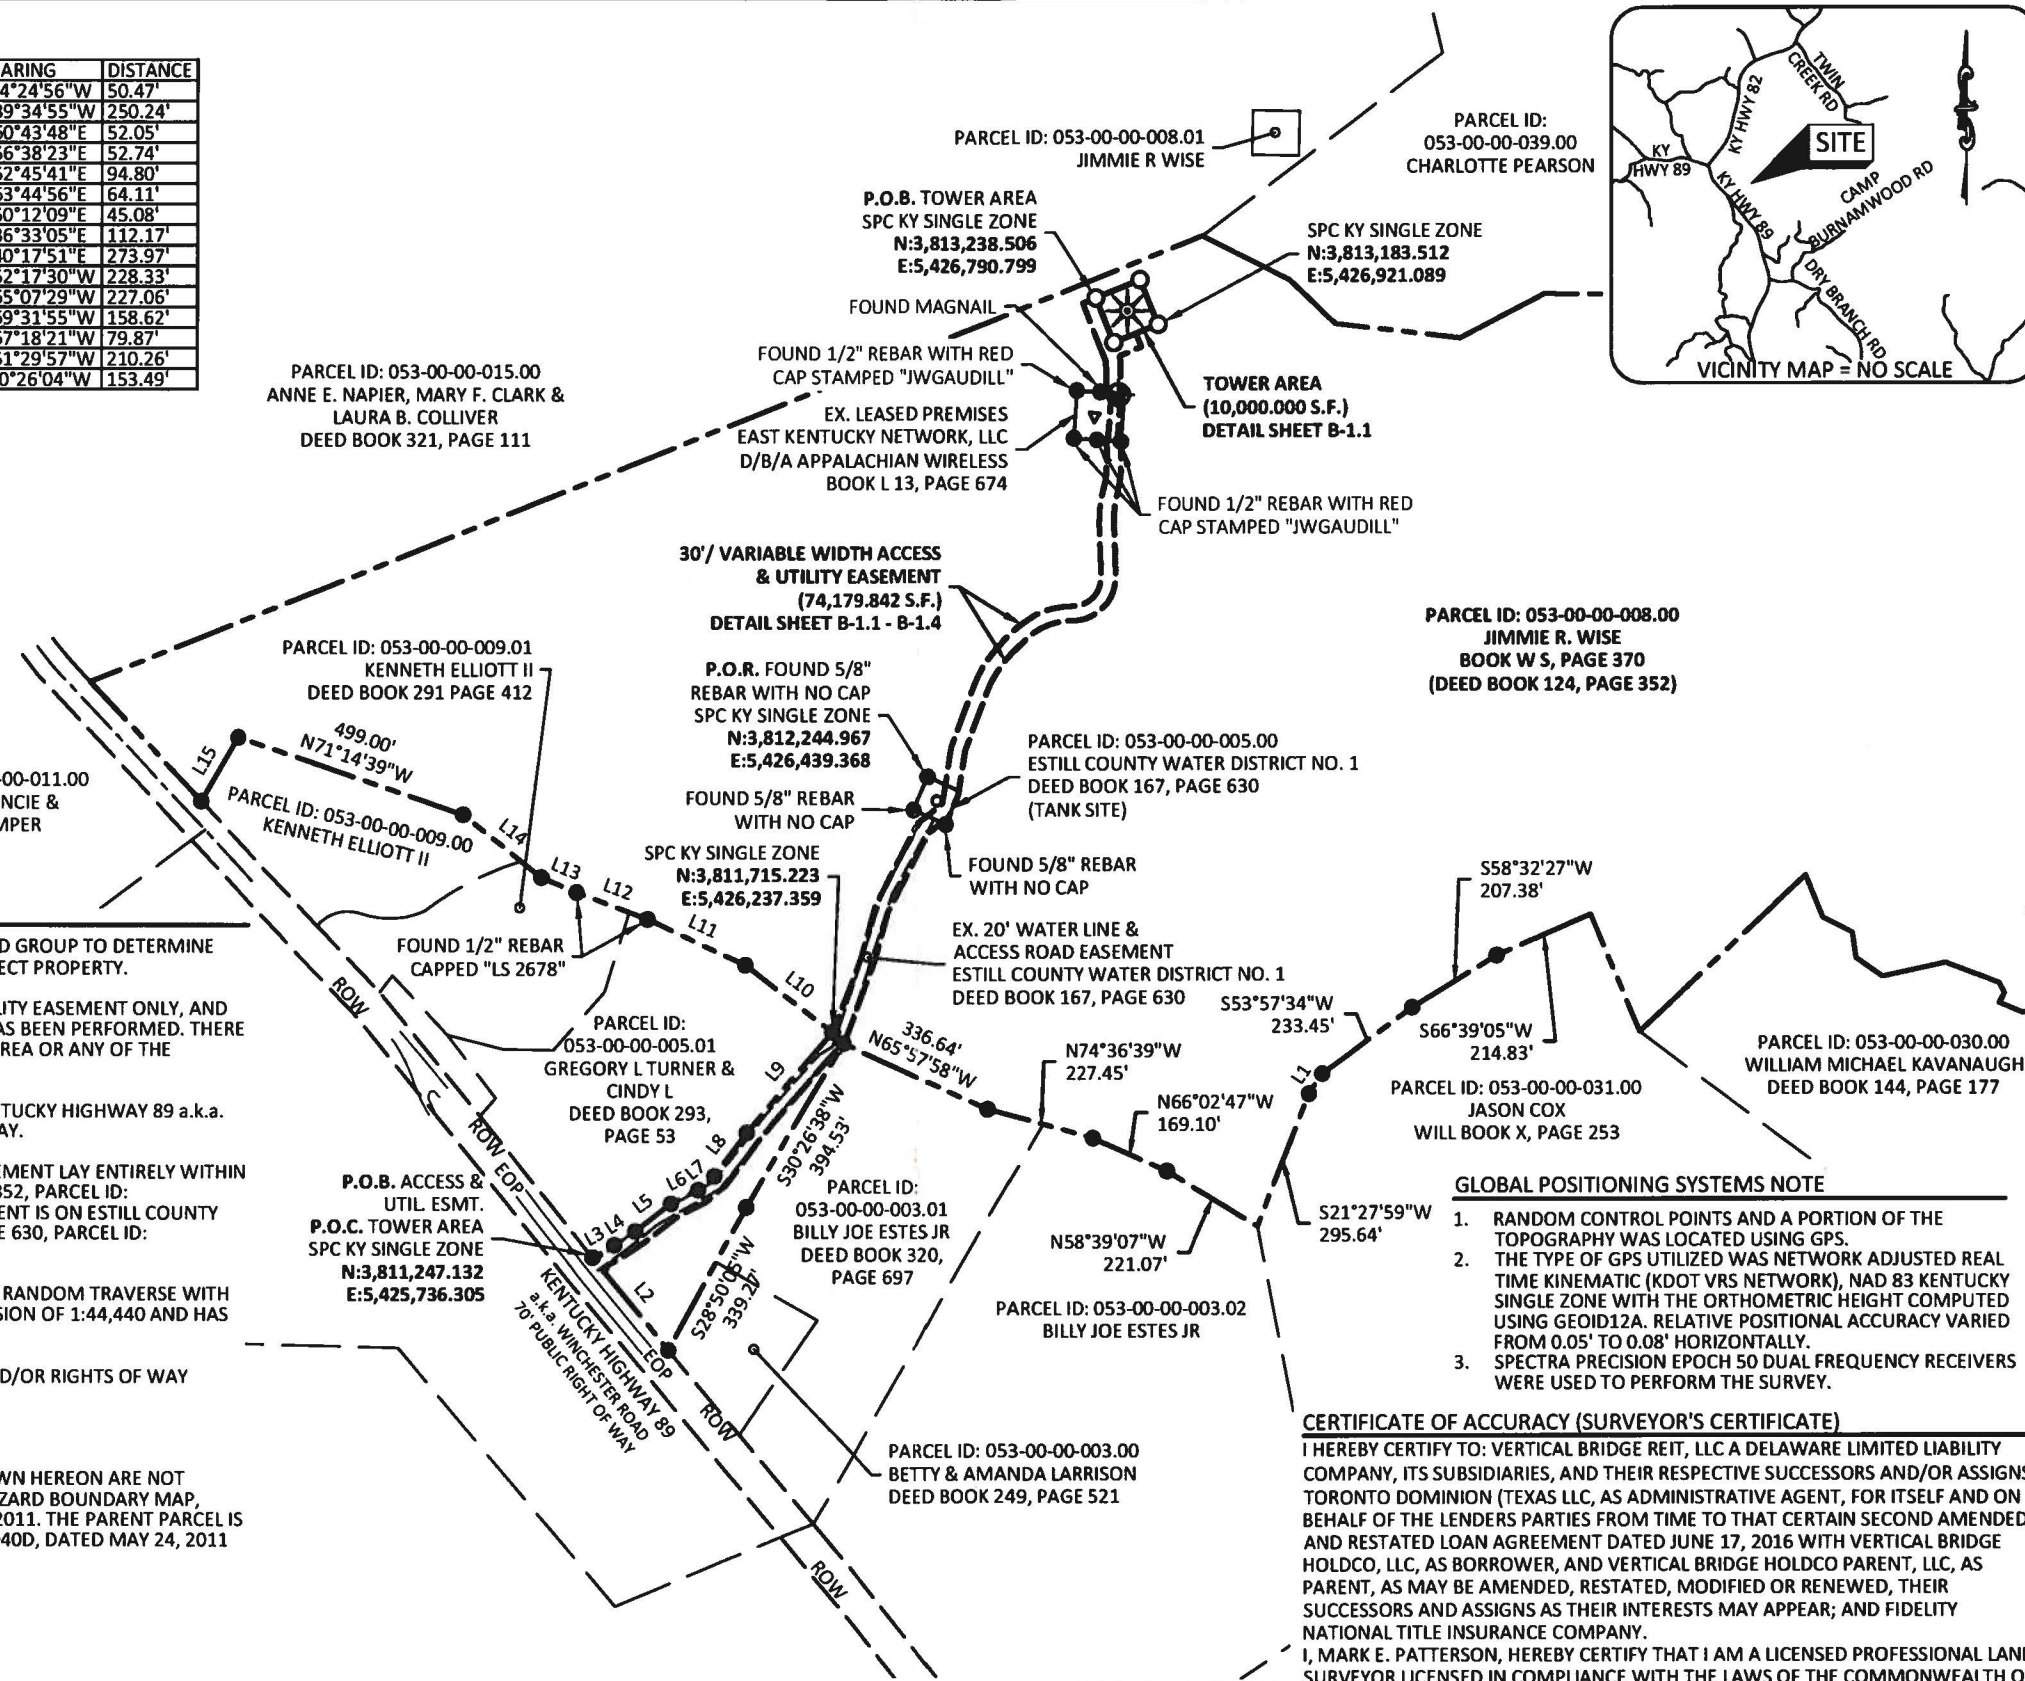 ARING DISTANCE
4°24'56"W 50.47'
39°34'55"W 250.24'
50°43'48"E 52.05'
56°38'23"E 52.74'
52°45'41"E 94.80'
53°44'56"E 64.11'
50°12'09"E 45.08'
36°33'05"E 112.17'
40°17'51"E 273.97'
52°17'30"W 228.33'
55°07'29"W 227.06'
59°31'55"W 158.62'
57°18'21"W 79.87'
51°29'57"W 210.26'
0°26'04"W 153.49'
PARCEL ID: 053-00-00-008.01
JIMMIE R WISE
PARCEL ID:
053-00-00-039.00
CHARLOTTE PEARSON
TWIN
CREEK RD
KY HWY 82
SITE
KY
HWY 89
KY HWY 89
CAMP
BURNAMWOOD RD
DRY BRANCH RD
VICINITY MAP = NO SCALE
P.O.B. TOWER AREA
SPC KY SINGLE ZONE
N:3,813,238.506
E:5,426,790.799
SPC KY SINGLE ZONE
N:3,813,183.512
E:5,426,921.089
FOUND MAGNAIL
FOUND 1/2" REBAR WITH RED
CAP STAMPED "JWGAUDILL"
EX. LEASED PREMISES
EAST KENTUCKY NETWORK, LLC
D/B/A APPALACHIAN WIRELESS
BOOK L 13, PAGE 674
TOWER AREA
(10,000.000 S.F.)
DETAIL SHEET B-1.1
FOUND 1/2" REBAR WITH RED
CAP STAMPED "JWGAUDILL"
PARCEL ID: 053-00-00-015.00
ANNE E. NAPIER, MARY F. CLARK &
LAURA B. COLLIVER
DEED BOOK 321, PAGE 111
30'/ VARIABLE WIDTH ACCESS
& UTILITY EASEMENT
(74,179.842 S.F.)
DETAIL SHEET B-1.1 - B-1.4
PARCEL ID: 053-00-00-008.00
JIMMIE R. WISE
BOOK W S, PAGE 370
(DEED BOOK 124, PAGE 352)
PARCEL ID: 053-00-00-009.01
KENNETH ELLIOTT II
DEED BOOK 291 PAGE 412
P.O.R. FOUND 5/8"
REBAR WITH NO CAP
SPC KY SINGLE ZONE
N:3,812,244.967
E:5,426,439.368
PARCEL ID: 053-00-00-005.00
ESTILL COUNTY WATER DISTRICT NO. 1
DEED BOOK 167, PAGE 630
(TANK SITE)
FOUND 5/8" REBAR
WITH NO CAP
FOUND 5/8" REBAR
WITH NO CAP
L15
499.00'
N71°14'39"W
PARCEL ID: 053-00-00-009.00
KENNETH ELLIOTT II
-00-011.00
NCIE &
MPER
L14
L13
L12
L11
L10
SPC KY SINGLE ZONE
N:3,811,715.223
E:5,426,237.359
FOUND 1/2" REBAR
CAPPED "LS 2678"
EX. 20' WATER LINE &
ACCESS ROAD EASEMENT
ESTILL COUNTY WATER DISTRICT NO. 1
DEED BOOK 167, PAGE 630
S58°32'27"W
207.38'
S53°57'34"W
233.45'
S66°39'05"W
214.83'
336.64'
N65°57'58"W
N74°36'39"W
227.45'
N66°02'47"W
169.10'
L1
PARCEL ID: 053-00-00-031.00
JASON COX
WILL BOOK X, PAGE 253
PARCEL ID: 053-00-00-030.00
WILLIAM MICHAEL KAVANAUGH
DEED BOOK 144, PAGE 177
D GROUP TO DETERMINE
ECT PROPERTY.
ITY EASEMENT ONLY, AND
AS BEEN PERFORMED. THERE
REA OR ANY OF THE
TUCKY HIGHWAY 89 a.k.a.
AY.
EMENT LAY ENTIRELY WITHIN
352, PARCEL ID:
ENT IS ON ESTILL COUNTY
E 630, PARCEL ID:
RANDOM TRAVERSE WITH
SION OF 1:44,440 AND HAS
D/OR RIGHTS OF WAY
WN HEREON ARE NOT
ZARD BOUNDARY MAP,
2011. THE PARENT PARCEL IS
40D, DATED MAY 24, 2011
ROW
ROW
EOP
PARCEL ID:
053-00-00-005.01
GREGORY L TURNER &
CINDY L
DEED BOOK 293,
PAGE 53
L9
L8
L7
L6
L5
L4
L3
L2
S30°26'38"W
394.53'
S28°50'05"W
339.27'
P.O.B. ACCESS &
UTIL. ESMT.
P.O.C. TOWER AREA
SPC KY SINGLE ZONE
N:3,811,247.132
E:5,425,736.305
PARCEL ID:
053-00-00-003.01
BILLY JOE ESTES JR
DEED BOOK 320,
PAGE 697
N58°39'07"W
221.07'
S21°27'59"W
295.64'
PARCEL ID: 053-00-00-003.02
BILLY JOE ESTES JR
KENTUCKY HIGHWAY 89
a.k.a. WINCHESTER ROAD
70' PUBLIC RIGHT OF WAY
EOP
ROW
ROW
PARCEL ID: 053-00-00-003.00
BETTY & AMANDA LARRISON
DEED BOOK 249, PAGE 521
GLOBAL POSITIONING SYSTEMS NOTE
1. RANDOM CONTROL POINTS AND A PORTION OF THE
TOPOGRAPHY WAS LOCATED USING GPS.
2. THE TYPE OF GPS UTILIZED WAS NETWORK ADJUSTED REAL
TIME KINEMATIC (KDOT VRS NETWORK), NAD 83 KENTUCKY
SINGLE ZONE WITH THE ORTHOMETRIC HEIGHT COMPUTED
USING GEOID12A. RELATIVE POSITIONAL ACCURACY VARIED
FROM 0.05' TO 0.08' HORIZONTALLY.
3. SPECTRA PRECISION EPOCH 50 DUAL FREQUENCY RECEIVERS
WERE USED TO PERFORM THE SURVEY.
CERTIFICATE OF ACCURACY (SURVEYOR'S CERTIFICATE)
I HEREBY CERTIFY TO: VERTICAL BRIDGE REIT, LLC A DELAWARE LIMITED LIABILITY
COMPANY, ITS SUBSIDIARIES, AND THEIR RESPECTIVE SUCCESSORS AND/OR ASSIGNS
TORONTO DOMINION (TEXAS LLC, AS ADMINISTRATIVE AGENT, FOR ITSELF AND ON
BEHALF OF THE LENDERS PARTIES FROM TIME TO THAT CERTAIN SECOND AMENDED
AND RESTATED LOAN AGREEMENT DATED JUNE 17, 2016 WITH VERTICAL BRIDGE
HOLDCO, LLC, AS BORROWER, AND VERTICAL BRIDGE HOLDCO PARENT, LLC, AS
PARENT, AS MAY BE AMENDED, RESTATED, MODIFIED OR RENEWED, THEIR
SUCCESSORS AND ASSIGNS AS THEIR INTERESTS MAY APPEAR; AND FIDELITY
NATIONAL TITLE INSURANCE COMPANY.
I, MARK E. PATTERSON, HEREBY CERTIFY THAT I AM A LICENSED PROFESSIONAL LAND
SURVEYOR LICENSED IN COMPLIANCE WITH THE LAWS OF THE COMMONWEALTH O